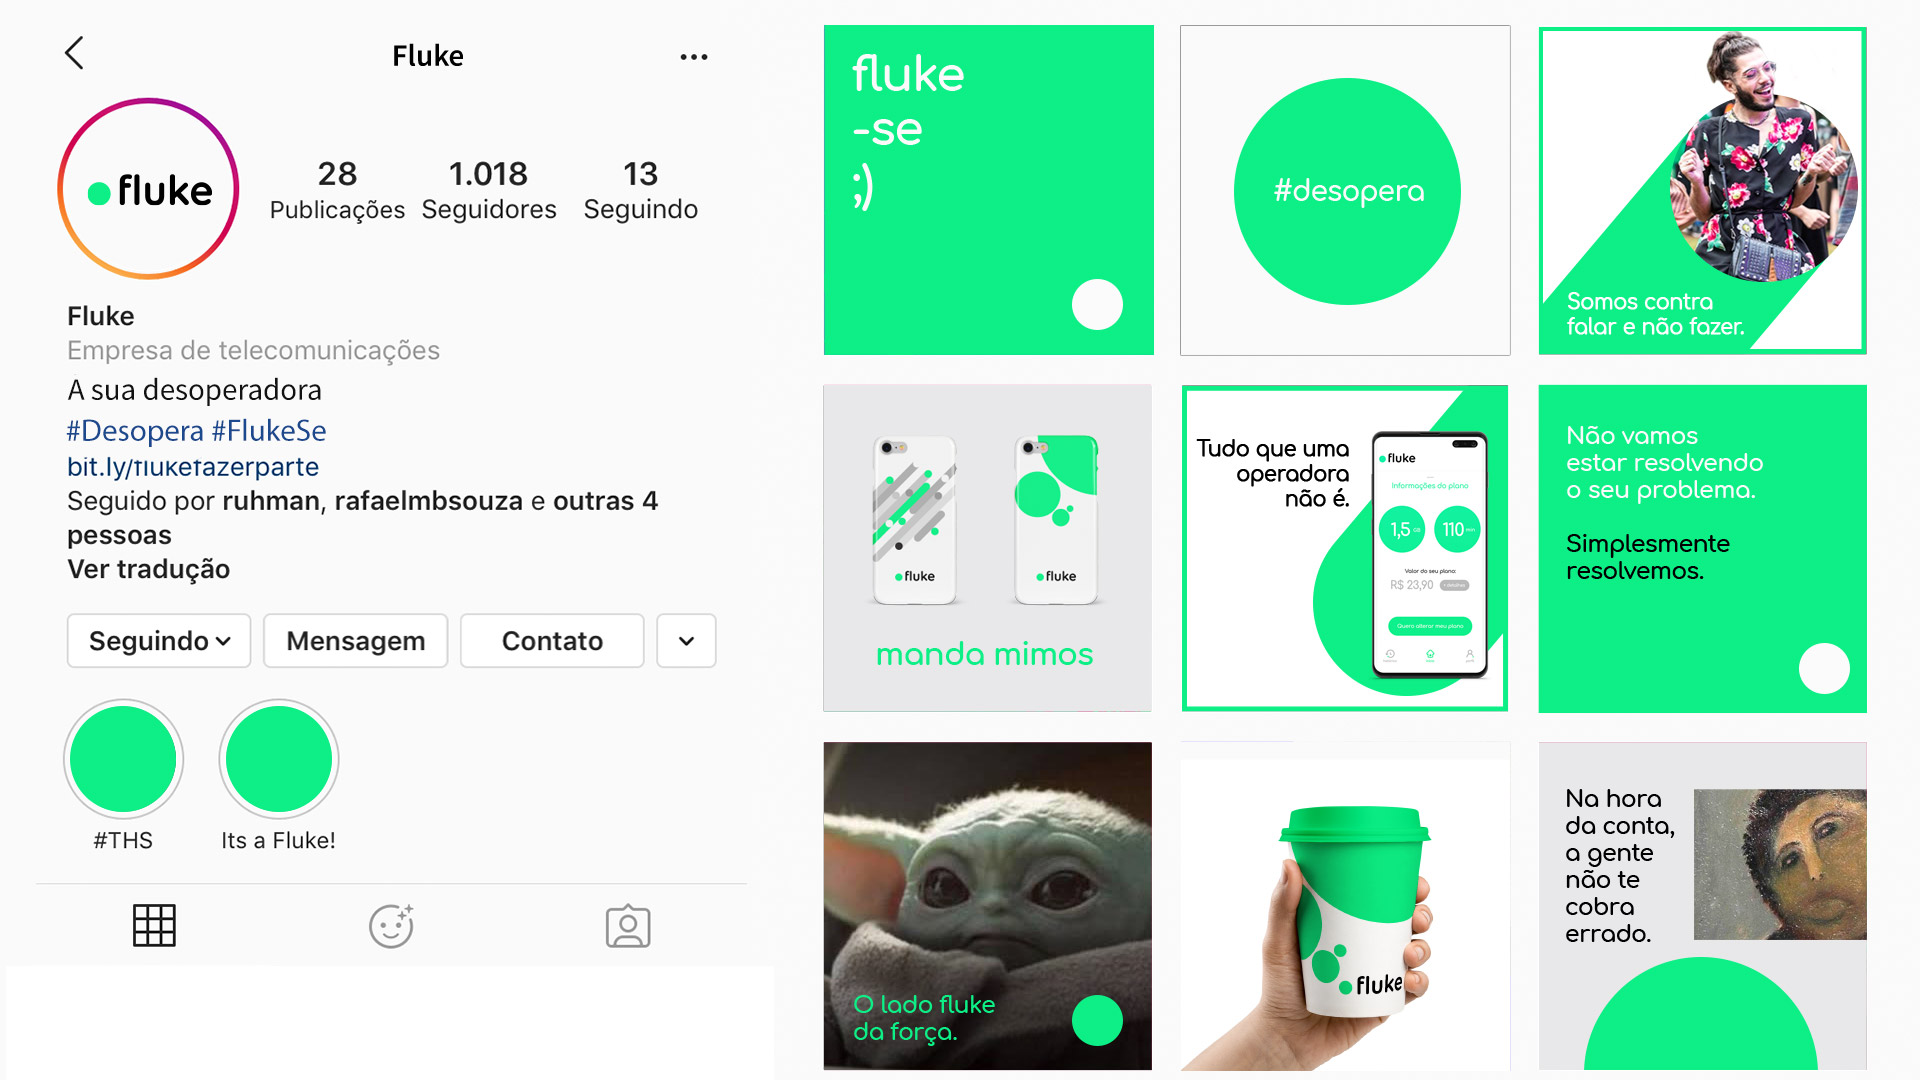 Fluke
fluke
28
Publicações
1.018
Seguidores
13
Seguindo
Fluke
Empresa de telecomunicações
A sua desoperadora
#Desopera #FlukeSe
bit.ly/flukefazerparte
Seguido por ruhman, rafaelmbsouza e outras 4
pessoas
Ver tradução
Seguindo
Mensagem
Contato
#THS
Its a Fluke!
fluke
-se
;)
#desopera
Somos contra
falar e não fazer.
fluke
fluke
manda mimos
Tudo que uma
operadora
não é.
fluke
Informações do plano
1,5 GB
110 min
Valor do seu plano:
R$ 23,90
+ detalhes
Quero alterar meu plano
Não vamos
estar resolvendo
o seu problema.
Simplesmente
resolvemos.
O lado fluke
da força.
fluke
Na hora
da conta,
a gente
não te
cobra
errado.